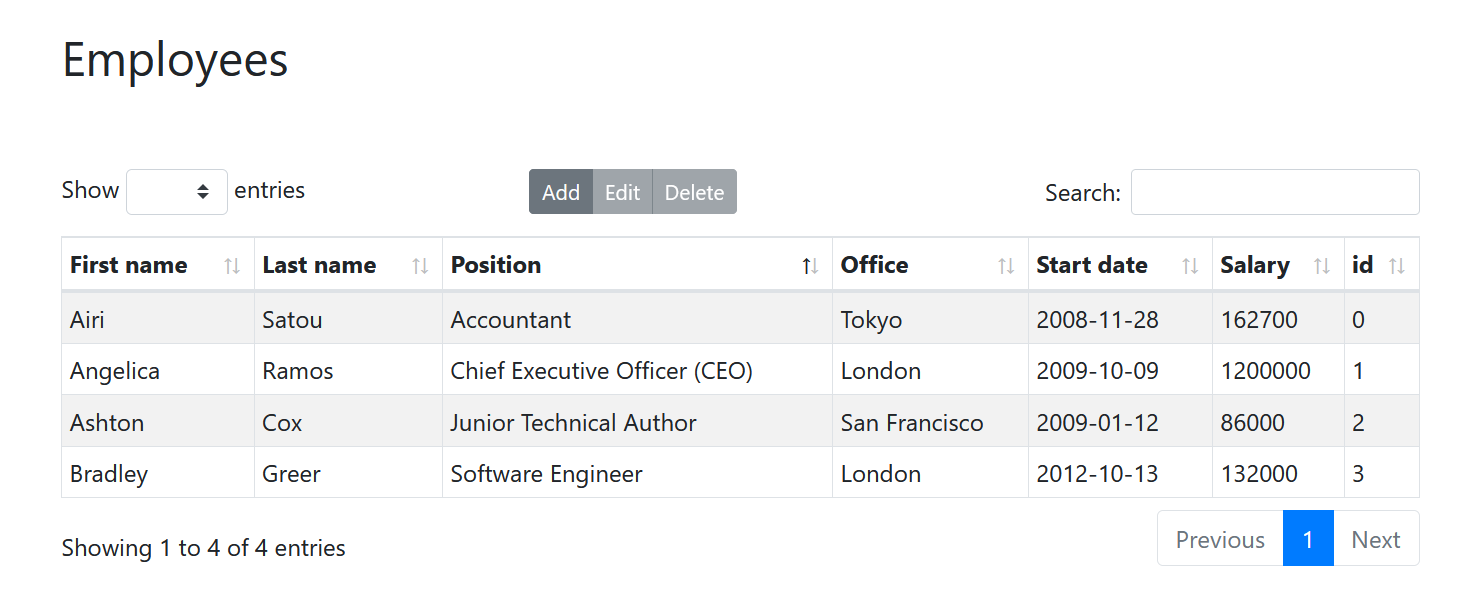 Employees
Show entries Add Edit Delete Search:
First name Last name Position Office Start date Salary id
Airi Satou Accountant Tokyo 2008-11-28 162700 0
Angelica Ramos Chief Executive Officer (CEO) London 2009-10-09 1200000 1
Ashton Cox Junior Technical Author San Francisco 2009-01-12 86000 2
Bradley Greer Software Engineer London 2012-10-13 132000 3
Showing 1 to 4 of 4 entries Previous 1 Next